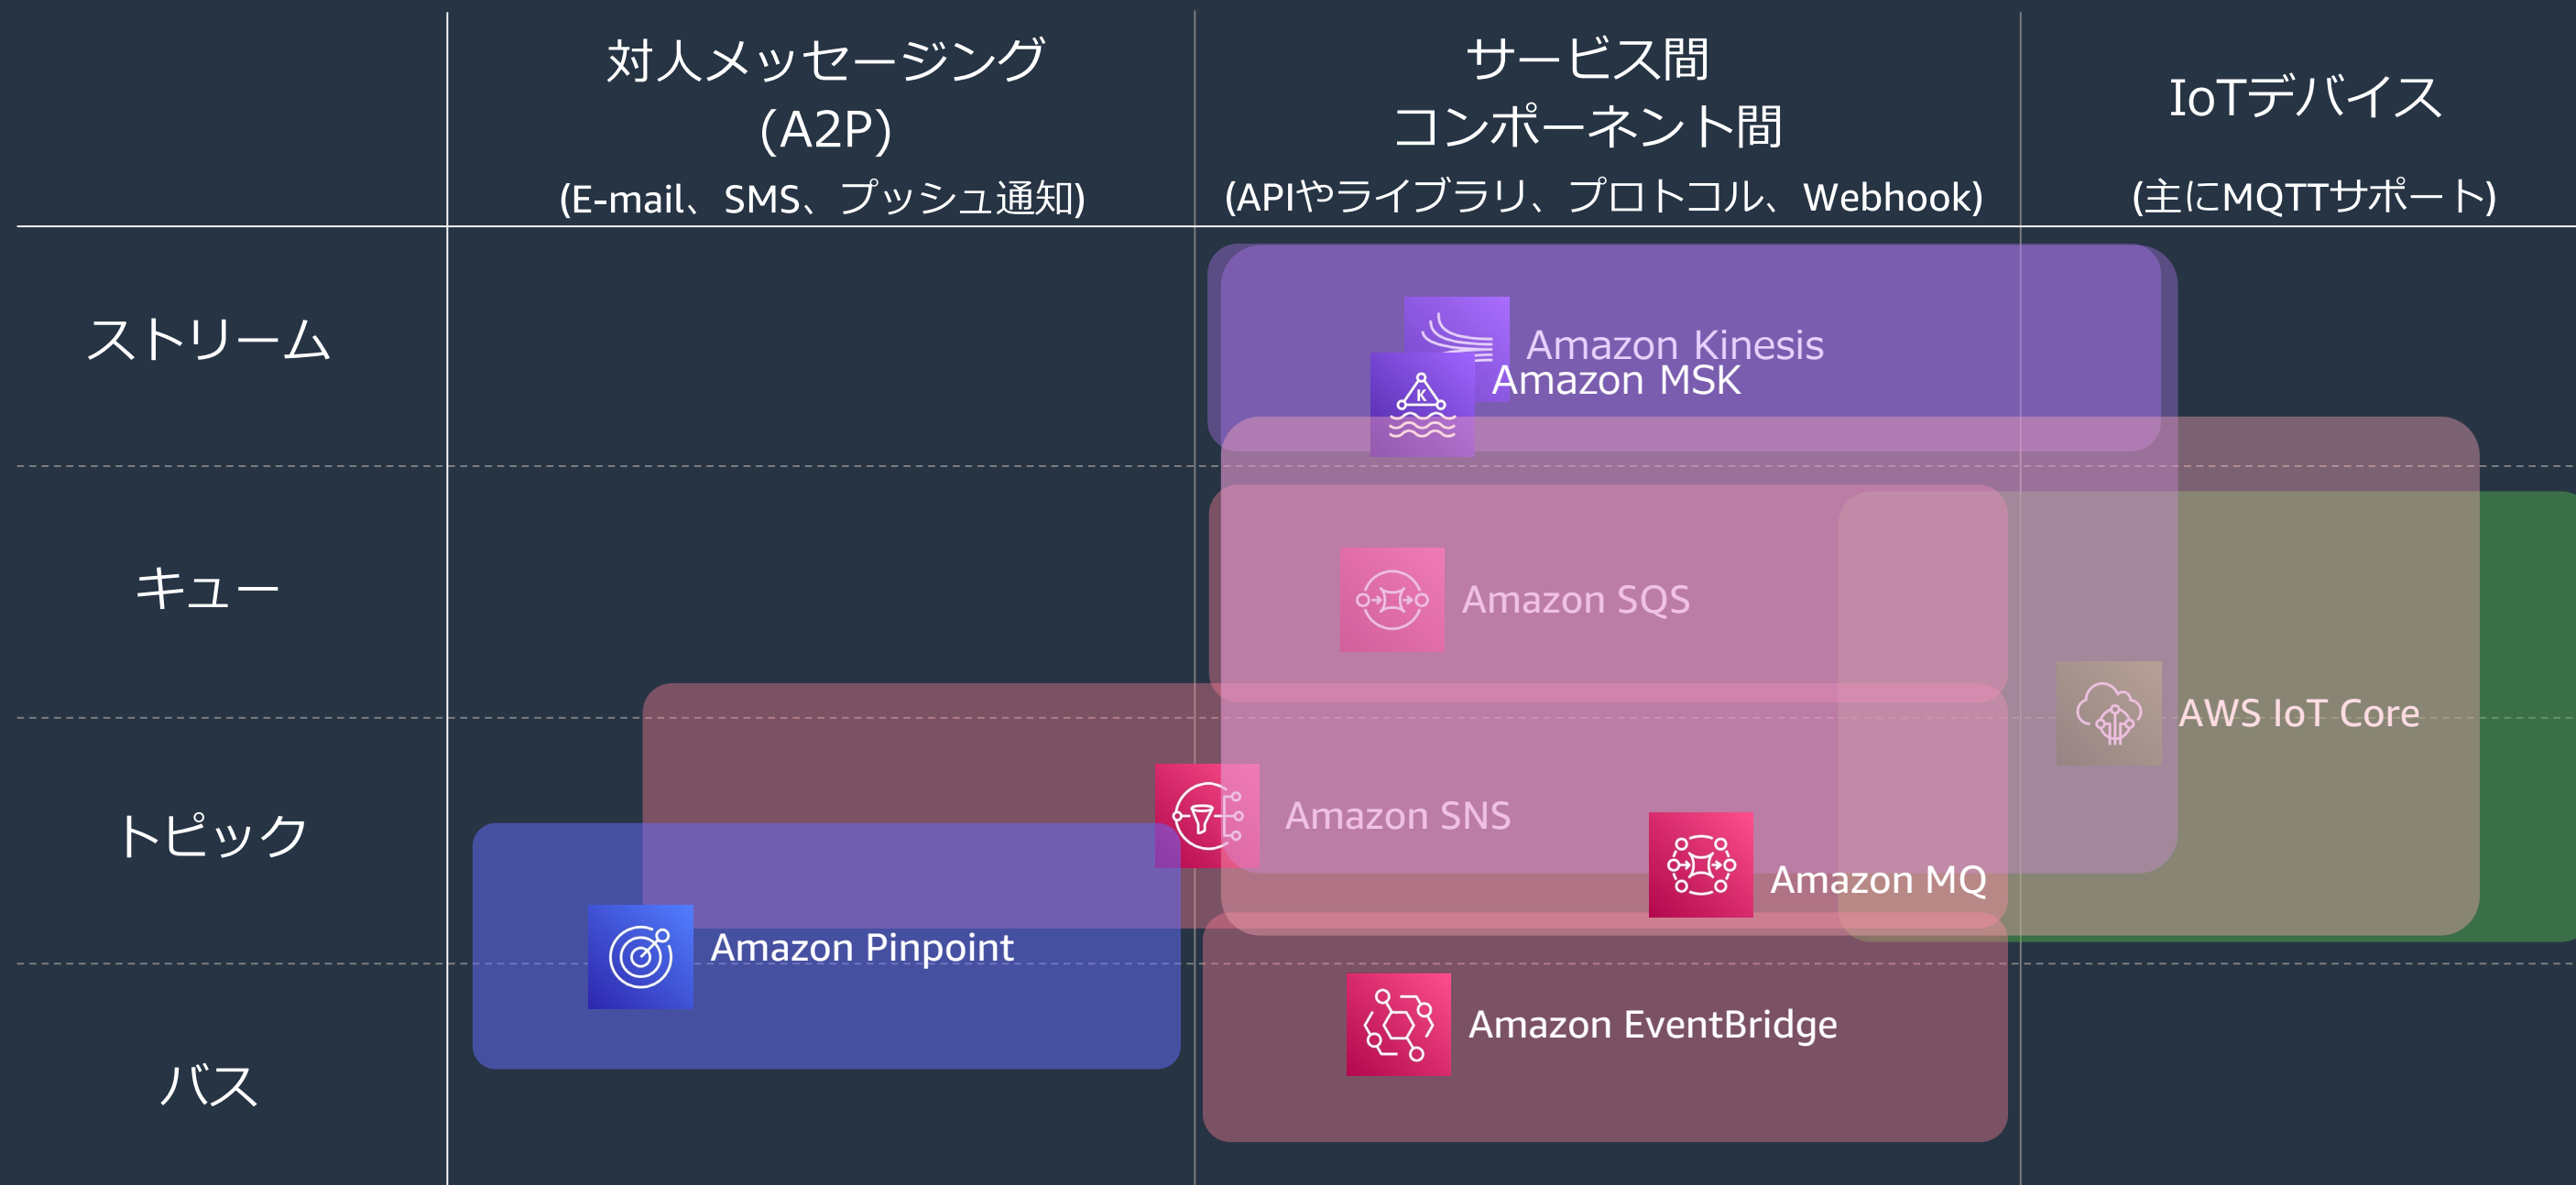 対人メッセージング
(A2P)
(E-mail、SMS、プッシュ通知)
サービス間
コンポーネント間
(APIやライブラリ、プロトコル、Webhook)
IoTデバイス
(主にMQTTサポート)
ストリーム
Amazon Kinesis
Amazon MSK
K
キュー
Amazon SQS
AWS IoT Core
トピック
Amazon SNS
Amazon MQ
Amazon Pinpoint
バス
Amazon EventBridge